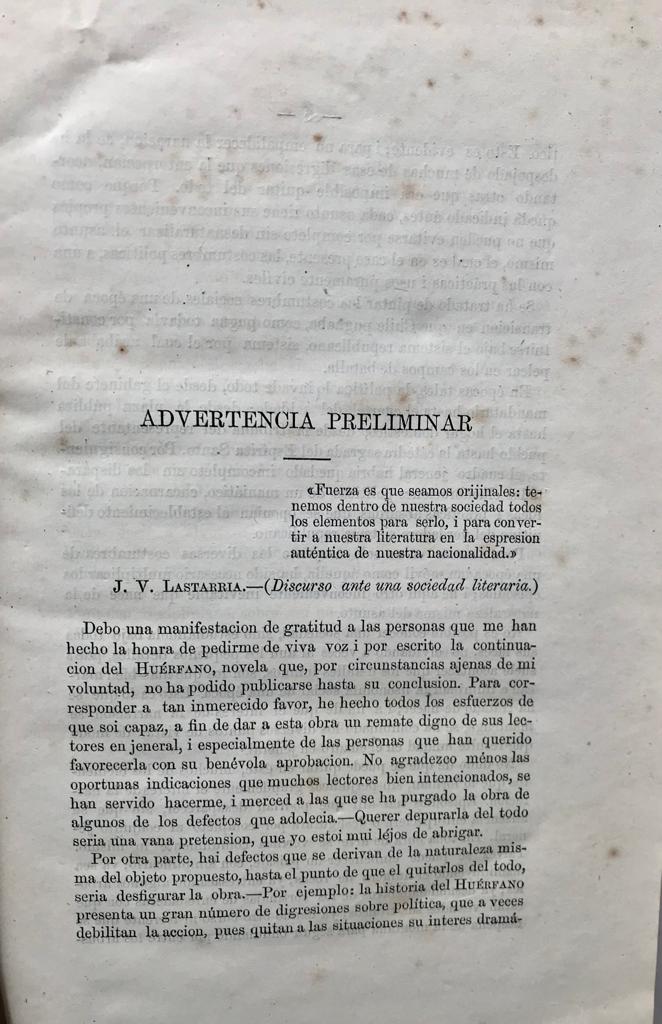 ADVERTENCIA PRELIMINAR
«Fuerza es que seamos orijinales: te-
nemos dentro de nuestra sociedad todos
los elementos para serlo, i para conver-
tir a nuestra literatura en la espresion
auténtica de nuestra nacionalidad.»
J. V. LASTARRIA.—(Discurso ante una sociedad literaria.)
Debo una manifestacion de gratitud a las personas que me han
hecho la honra de pedirme de viva voz i por escrito la continua-
cion del HUÉRFANO, novela que, por circunstancias ajenas de mi
voluntad, no ha podido publicarse hasta su conclusion. Para cor-
responder a tan inmerecido favor, he hecho todos los esfuerzos de
que soi capaz, a fin de dar a esta obra un remate digno de sus lec-
tores en jeneral, i especialmente de las personas que han querido
favorecerla con su benévola aprobacion. No agradezco ménos las
oportunas indicaciones que muchos lectores bien intencionados, se
han servido hacerme, i merced a las que se ha purgado la obra de
algunos de los defectos que adolecia.—Querer depurarla del todo
seria una vana pretension, que yo estoi mui léjos de abrigar.
Por otra parte, hai defectos que se derivan de la naturaleza mis-
ma del objeto propuesto, hasta el punto de que el quitarlos del todo,
seria desfigurar la obra.—Por ejemplo: la historia del HUÉRFANO
presenta un gran número de digresiones sobre política, que a veces
debilitan la accion, pues quitan a las situaciones su interes dramá-